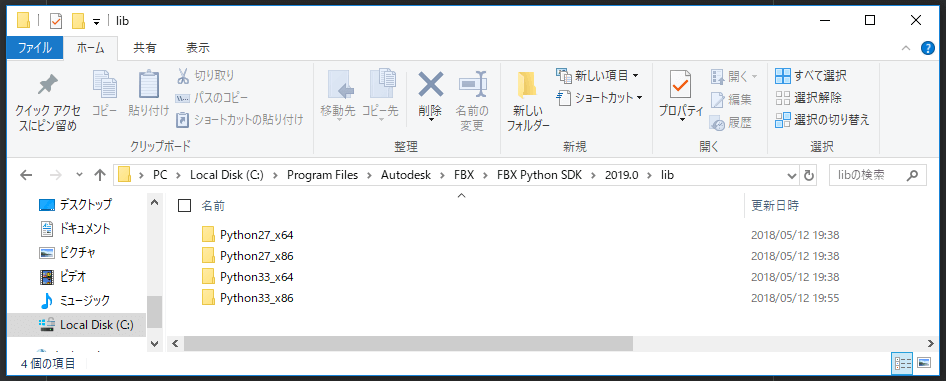 lib
ファイル ホーム 共有 表示
クイック アクセスにピン留め
コピー
貼り付け
切り取り
パスのコピー
ショートカットの貼り付け
クリップボード
移動先
コピー先
削除
名前の変更
整理
新しいフォルダー
新しい項目
ショートカット
新規
プロパティ
開く
編集
履歴
開く
すべて選択
選択解除
選択の切り替え
選択
PC > Local Disk (C:) > Program Files > Autodesk > FBX > FBX Python SDK > 2019.0 > lib
libの検索
デスクトップ
ドキュメント
ピクチャ
ビデオ
ミュージック
Local Disk (C:)
名前 更新日時
Python27_x64 2018/05/12 19:38
Python27_x86 2018/05/12 19:38
Python33_x64 2018/05/12 19:38
Python33_x86 2018/05/12 19:55
4 個の項目